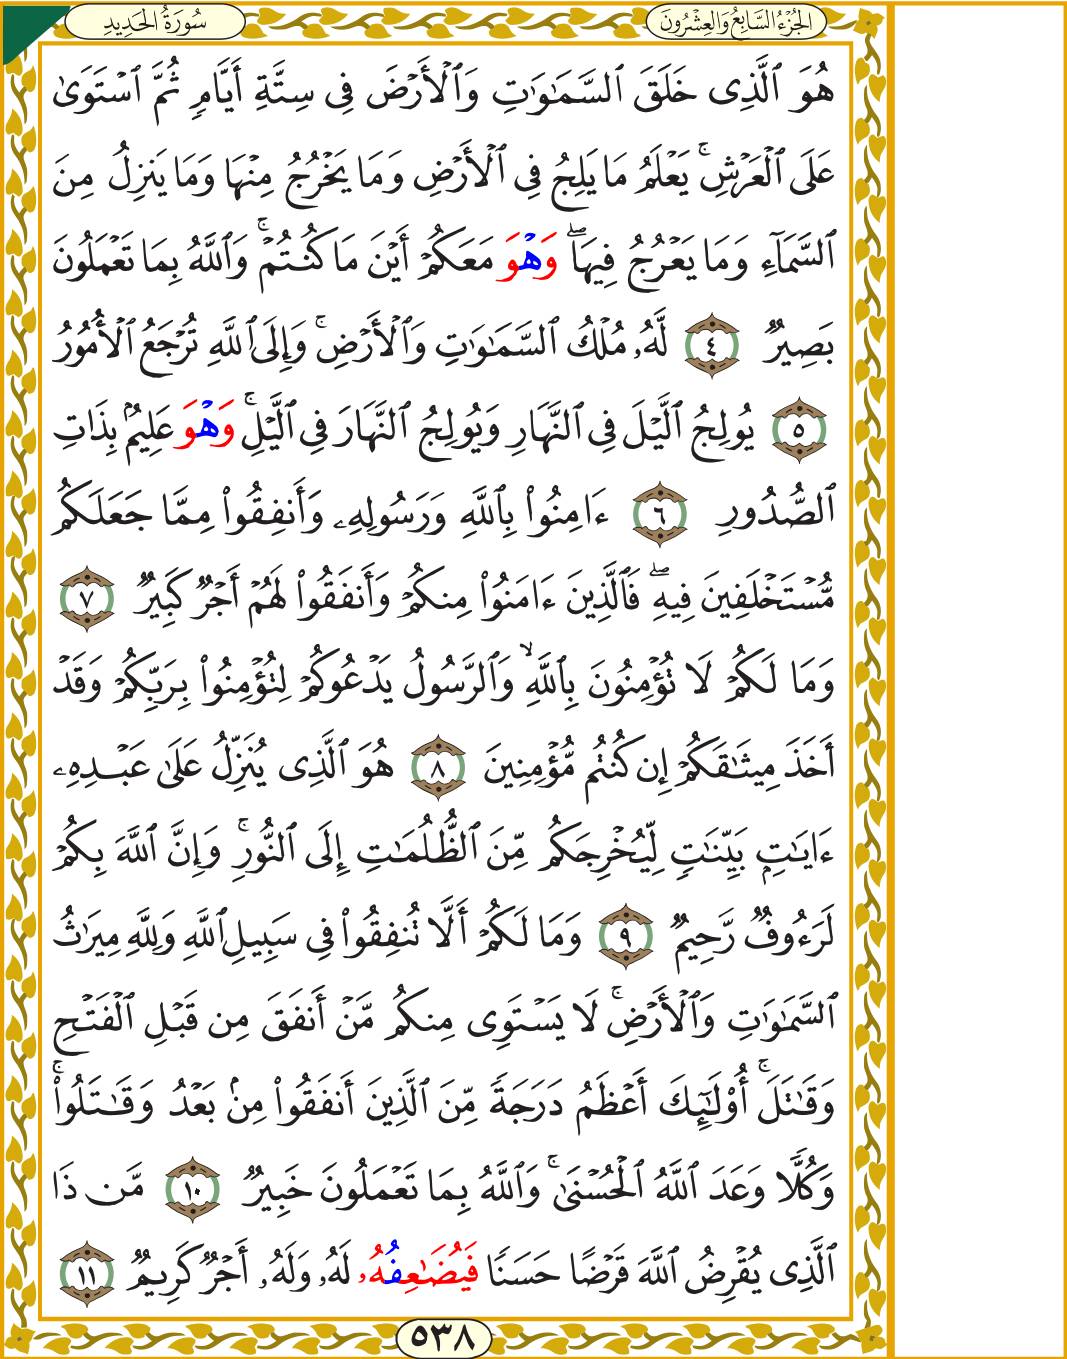 الجُزْءُ السَّابِعُ وَالعِشْرُونَ
سُورَةُ الحَدِيدِ
هُوَ ٱلَّذِى خَلَقَ ٱلسَّمَٰوَٰتِ وَٱلْأَرْضَ فِى سِتَّةِ أَيَّامٍ ثُمَّ ٱسْتَوَىٰ
عَلَى ٱلْعَرْشِۚ يَعْلَمُ مَا يَلِجُ فِى ٱلْأَرْضِ وَمَا يَخْرُجُ مِنْهَا وَمَا يَنزِلُ مِنَ
ٱلسَّمَآءِ وَمَا يَعْرُجُ فِيهَاۖ وَهْوَ مَعَكُمْ أَيْنَ مَا كُنتُمْۚ وَٱللَّهُ بِمَا تَعْمَلُونَ
بَصِيرٌ ٤ لَّهُۥ مُلْكُ ٱلسَّمَٰوَٰتِ وَٱلْأَرْضِۚ وَإِلَى ٱللَّهِ تُرْجَعُ ٱلْأُمُورُ
٥ يُولِجُ ٱلَّيْلَ فِى ٱلنَّهَارِ وَيُولِجُ ٱلنَّهَارَ فِى ٱلَّيْلِۚ وَهْوَ عَلِيمٌۢ بِذَاتِ
ٱلصُّدُورِ ٦ ءَامِنُوا۟ بِٱللَّهِ وَرَسُولِهِۦ وَأَنفِقُوا۟ مِمَّا جَعَلَكُم
مُّسْتَخْلَفِينَ فِيهِۖ فَٱلَّذِينَ ءَامَنُوا۟ مِنكُمْ وَأَنفَقُوا۟ لَهُمْ أَجْرٌ كَبِيرٌ ٧
وَمَا لَكُمْ لَا تُؤْمِنُونَ بِٱللَّهِۙ وَٱلرَّسُولُ يَدْعُوكُمْ لِتُؤْمِنُوا۟ بِرَبِّكُمْ وَقَدْ
أَخَذَ مِيثَٰقَكُمْ إِن كُنتُم مُّؤْمِنِينَ ٨ هُوَ ٱلَّذِى يُنَزِّلُ عَلَىٰ عَبْدِهِۦ
ءَايَٰتٍۭ بَيِّنَٰتٍ لِّيُخْرِجَكُم مِّنَ ٱلظُّلُمَٰتِ إِلَى ٱلنُّورِۚ وَإِنَّ ٱللَّهَ بِكُمْ
لَرَءُوفٌ رَّحِيمٌ ٩ وَمَا لَكُمْ أَلَّا تُنفِقُوا۟ فِى سَبِيلِ ٱللَّهِ وَلِلَّهِ مِيرَٰثُ
ٱلسَّمَٰوَٰتِ وَٱلْأَرْضِۚ لَا يَسْتَوِى مِنكُم مَّنْ أَنفَقَ مِن قَبْلِ ٱلْفَتْحِ
وَقَٰتَلَۚ أُو۟لَٰٓئِكَ أَعْظَمُ دَرَجَةً مِّنَ ٱلَّذِينَ أَنفَقُوا۟ مِنۢ بَعْدُ وَقَٰتَلُوا۟ۚ
وَكُلًّا وَعَدَ ٱللَّهُ ٱلْحُسْنَىٰۚ وَٱللَّهُ بِمَا تَعْمَلُونَ خَبِيرٌ ١٠ مَّن ذَا
ٱلَّذِى يُقْرِضُ ٱللَّهَ قَرْضًا حَسَنًا فَيُضَٰعِفُهُۥ لَهُۥ وَلَهُۥٓ أَجْرٌ كَرِيمٌ ١١
٥٣٨